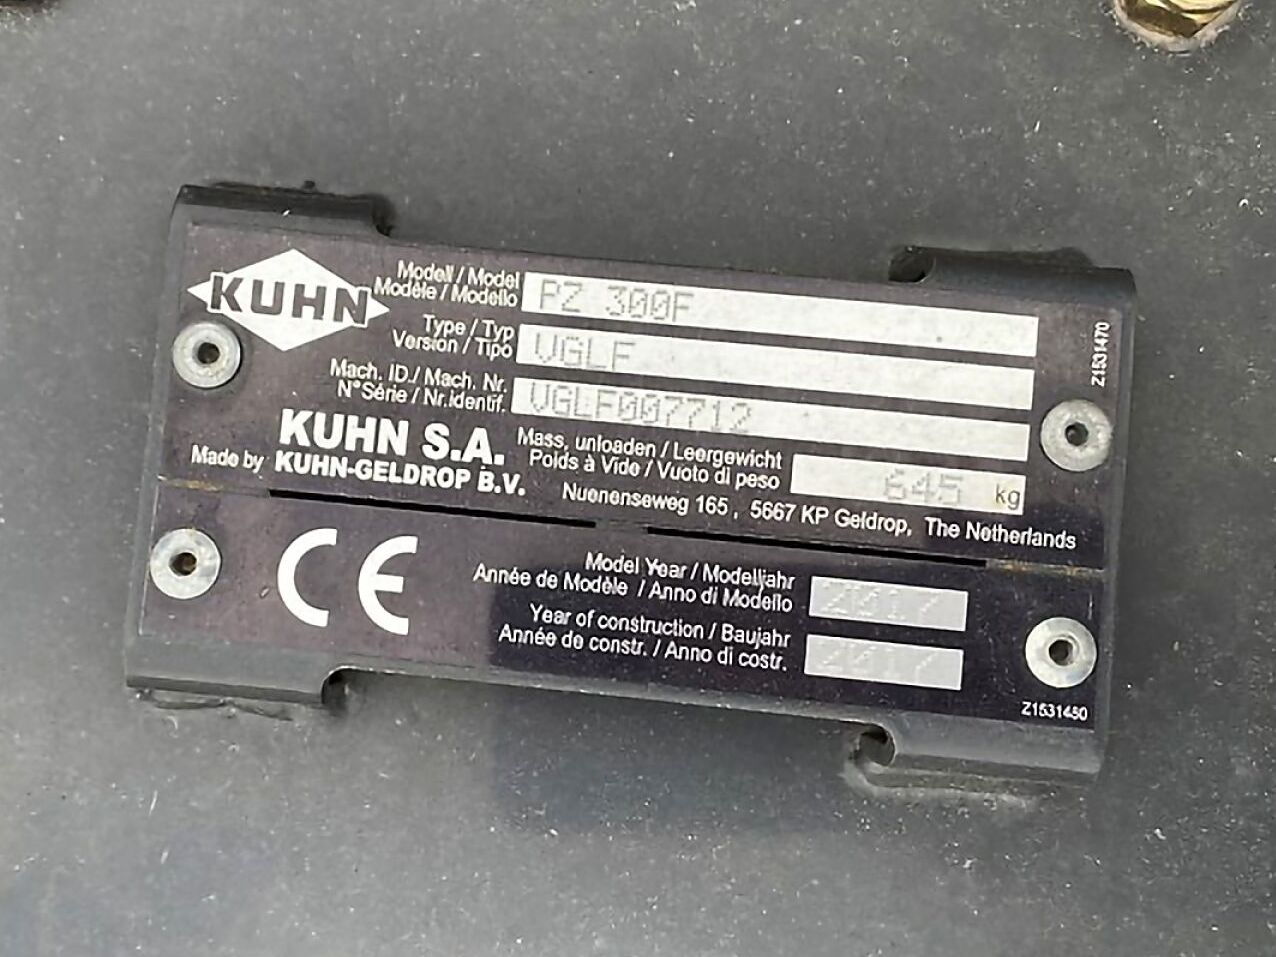 KUHN
Modell / Model
Modèle / Modello
PZ 300F
Type / Typ
Version / Tipo
VGLF
Mach. ID./ Mach. Nr.
N°Série / Nr.identif.
VGLF007712
KUHN S.A.
Made by KUHN-GELDROP B.V.
Mass, unloaden / Leergewicht
Poids à Vide / Vuoto di peso
645 kg
Nuenenseweg 165, 5667 KP Geldrop, The Netherlands
Z1531470
CE
Model Year / Modelljahr
Année de Modèle / Anno di Modello
2017
Year of construction / Baujahr
Année de constr. / Anno di costr.
2017
Z1531480